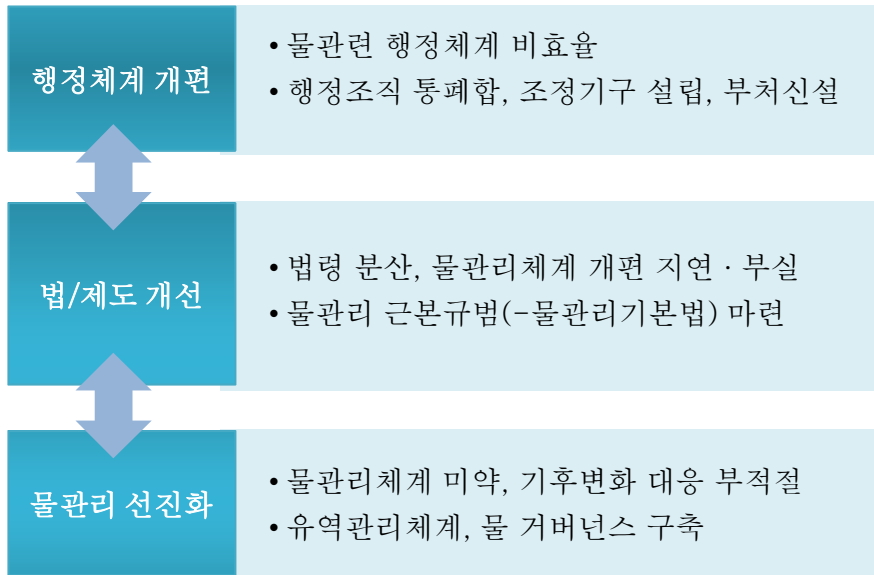 행정체계 개편
• 물관련 행정체계 비효율
• 행정조직 통폐합, 조정기구 설립, 부처신설
법/제도 개선
• 법령 분산, 물관리체계 개편 지연 · 부실
• 물관리 근본규범(-물관리기본법) 마련
물관리 선진화
• 물관리체계 미약, 기후변화 대응 부적절
• 유역관리체계, 물 거버넌스 구축